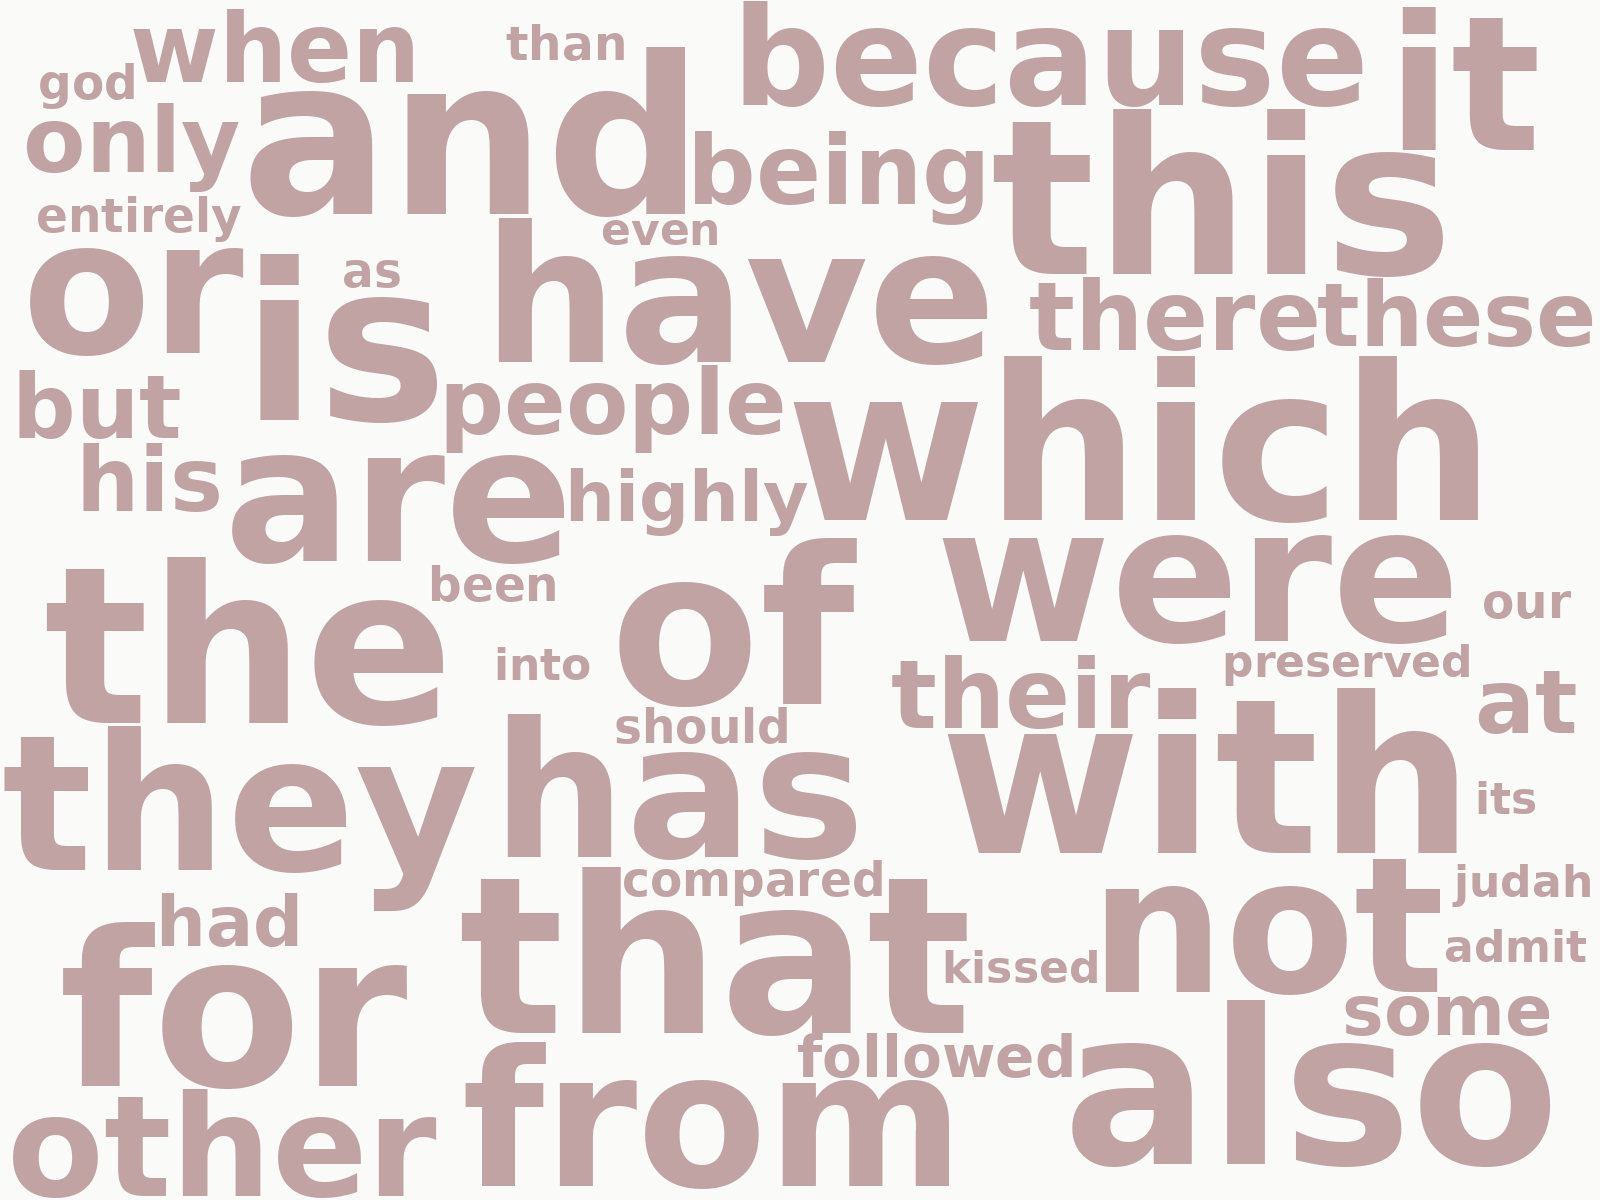 when than because it
god and
only being this
entirely even
or is as have there these
but people which
his are highly
the been of were our
into their preserved at
they has should with its
compared not judah
had that kissed admit
for followed also some
other from